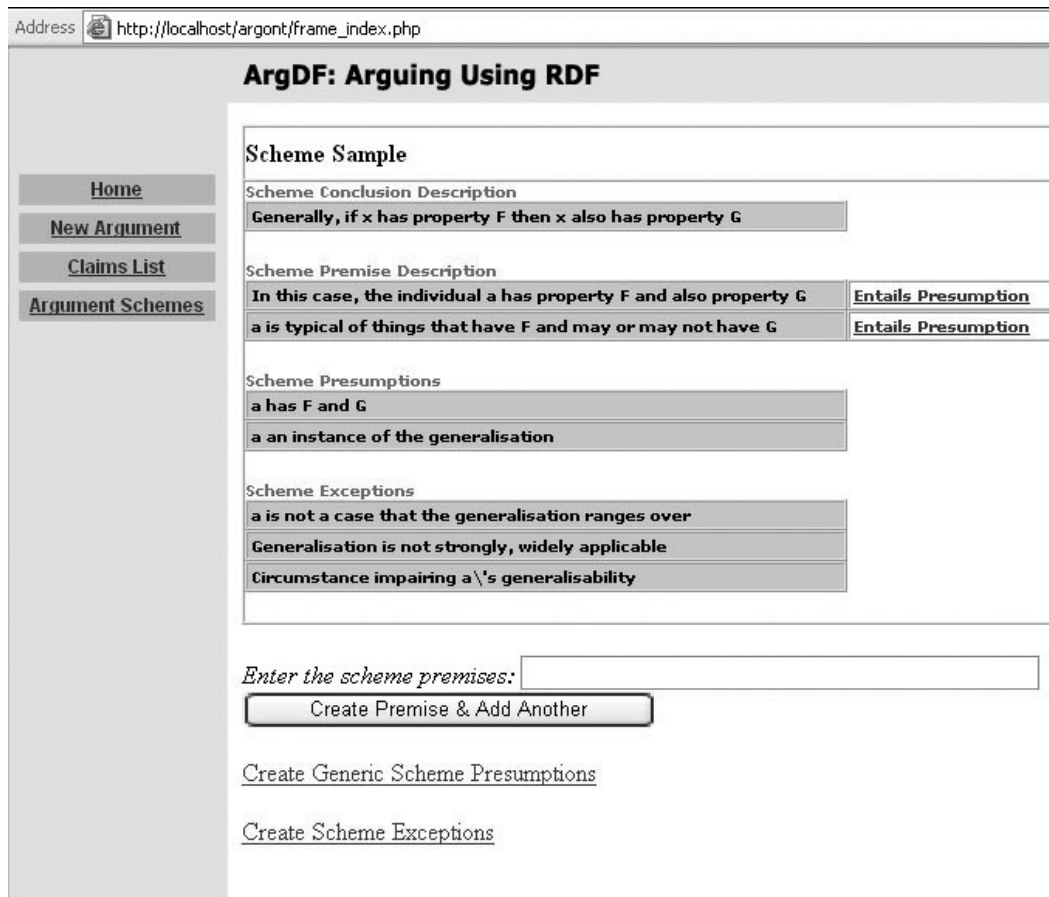 Address http://localhost/argont/frame_index.php
ArgDF: Arguing Using RDF
Home
New Argument
Claims List
Argument Schemes
Scheme Sample
Scheme Conclusion Description
Generally, if x has property F then x also has property G
Scheme Premise Description
In this case, the individual a has property F and also property G Entails Presumption
a is typical of things that have F and may or may not have G Entails Presumption
Scheme Presumptions
a has F and G
a an instance of the generalisation
Scheme Exceptions
a is not a case that the generalisation ranges over
Generalisation is not strongly, widely applicable
Circumstance impairing a\'s generalisability
Enter the scheme premises:
Create Premise & Add Another
Create Generic Scheme Presumptions
Create Scheme Exceptions